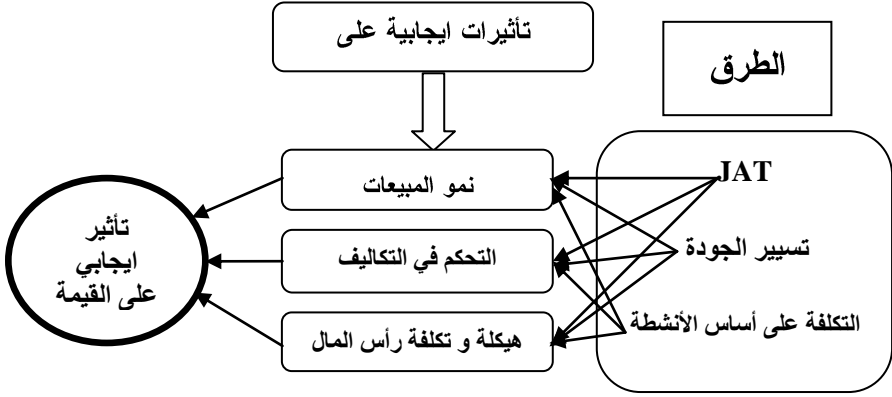 تأثيرات ايجابية على
الطرق
JAT
نمو المبيعات
تسيير الجودة
التحكم في التكاليف
التكلفة على أساس الأنشطة
هيكلة و تكلفة رأس المال
تأثير
ايجابي
على القيمة